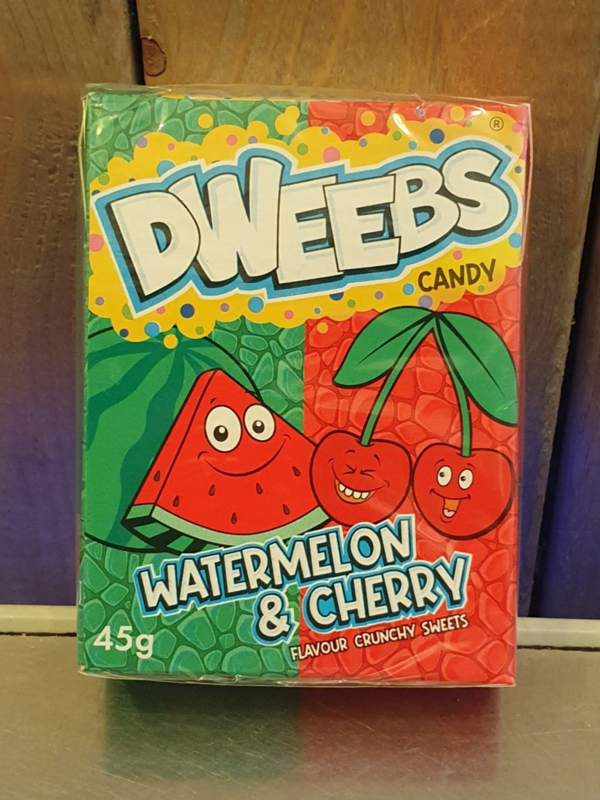 DWEEBS®
CANDY
WATERMELON
& CHERRY
FLAVOUR CRUNCHY SWEETS
45g